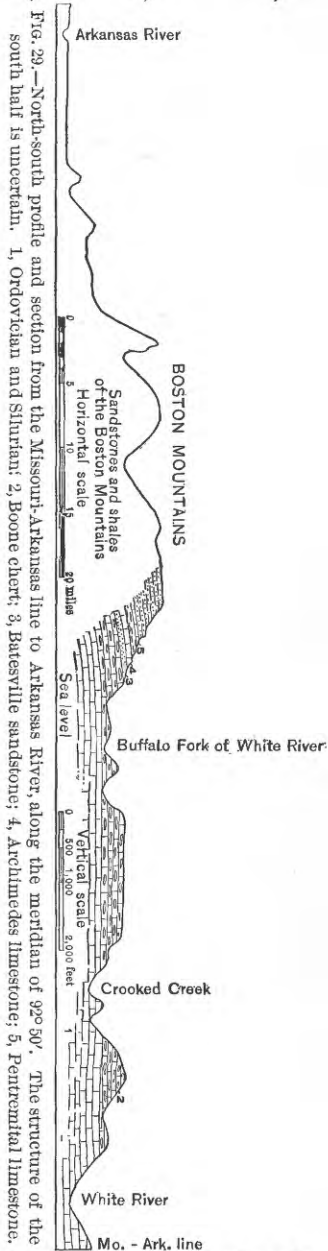 Arkansas River
BOSTON MOUNTAINS
Sandstones and shales
of the Boston Mountains
Horizontal scale
0 5 10 15 20 miles
5
4
3
Sea level
Buffalo Fork of White River
Vertical scale
0 500 1,000 2,000 feet
Crooked Creek
1
2
White River
Mo. - Ark. line
FIG. 29.—North-south profile and section from the Missouri-Arkansas line to Arkansas River, along the meridian of 92° 50′. The structure of the
south half is uncertain. 1, Ordovician and Silurian; 2, Boone chert; 3, Batesville sandstone; 4, Archimedes limestone; 5, Pentremital limestone.